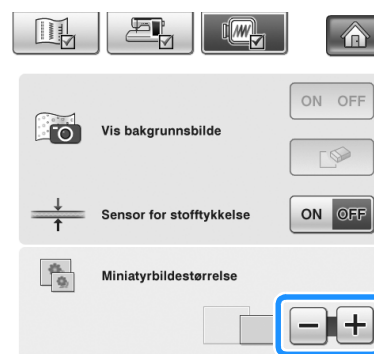 ON OFF
Vis bakgrunnsbilde
Sensor for stofftykkelse
ON OFF
Miniatyrbildestørrelse
− +